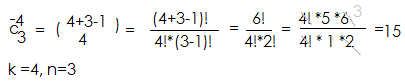 C̄₃⁴ = ( 4+3-1 4 ) = (4+3-1)! / 4!*(3-1)! = 6! / 4!*2! = 4! *5 *6 3 / 4! * 1 *2 =15
k =4, n=3